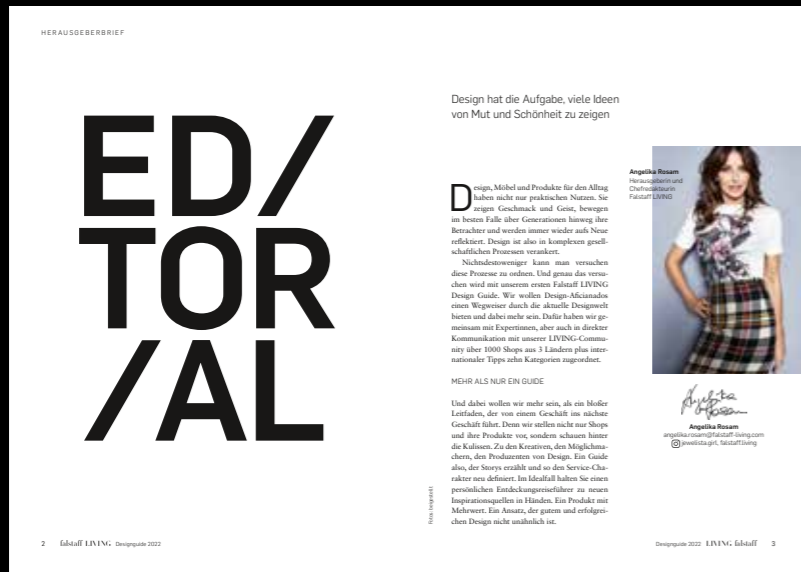 HERAUSGEBERBRIEF
ED/
TOR
/AL
Design hat die Aufgabe, viele Ideen
von Mut und Schönheit zu zeigen
Design, Möbel und Produkte für den Alltag
haben nicht nur praktischen Nutzen. Sie
zeigen Geschmack und Geist, bewegen
im besten Falle über Generationen hinweg ihre
Betrachter und werden immer wieder aufs Neue
reflektiert. Design ist also in komplexen gesell-
schaftlichen Prozessen verankert.
Nichtsdestoweniger kann man versuchen
diese Prozesse zu ordnen. Und genau das versu-
chen wird mit unserem ersten Falstaff LIVING
Design Guide. Wir wollen Design-Aficianados
einen Wegweiser durch die aktuelle Designwelt
bieten und dabei mehr sein. Dafür haben wir ge-
meinsam mit Expertinnen, aber auch in direkter
Kommunikation mit unserer LIVING-Commu-
nity über 1000 Shops aus 3 Ländern plus inter-
nationaler Tipps zehn Kategorien zugeordnet.
MEHR ALS NUR EIN GUIDE
Und dabei wollen wir mehr sein, als ein bloßer
Leitfaden, der von einem Geschäft ins nächste
Geschäft führt. Denn wir stellen nicht nur Shops
und ihre Produkte vor, sondern schauen hinter
die Kulissen. Zu den Kreativen, den Möglichma-
chern, den Produzenten von Design. Ein Guide
also, der Storys erzählt und so den Service-Cha-
rakter neu definiert. Im Idealfall halten Sie einen
persönlichen Entdeckungsreiseführer zu neuen
Inspirationsquellen in Händen. Ein Produkt mit
Mehrwert. Ein Ansatz, der gutem und erfolgrei-
chen Design nicht unähnlich ist.
Angelika Rosam
Herausgeberin und
Chefredakteurin
Falstaff LIVING
Angelika
Rosam
Angelika Rosam
angelika.rosam@falstaff-living.com
jewelista.girl, falstaff.living
Foto: beigestellt
2 falstaff LIVING Designguide 2022
Designguide 2022 LIVING falstaff 3